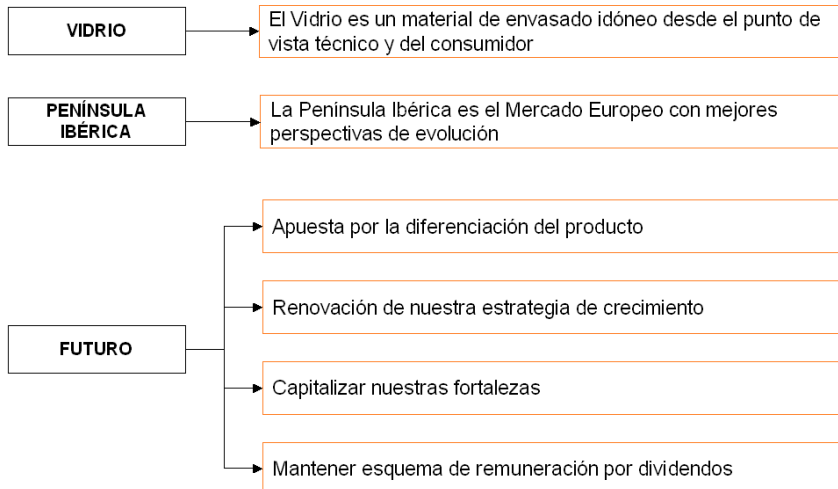 VIDRIO
El Vidrio es un material de envasado idóneo desde el punto de
vista técnico y del consumidor
PENÍNSULA
IBÉRICA
La Península Ibérica es el Mercado Europeo con mejores
perspectivas de evolución
FUTURO
Apuesta por la diferenciación del producto
Renovación de nuestra estrategia de crecimiento
Capitalizar nuestras fortalezas
Mantener esquema de remuneración por dividendos